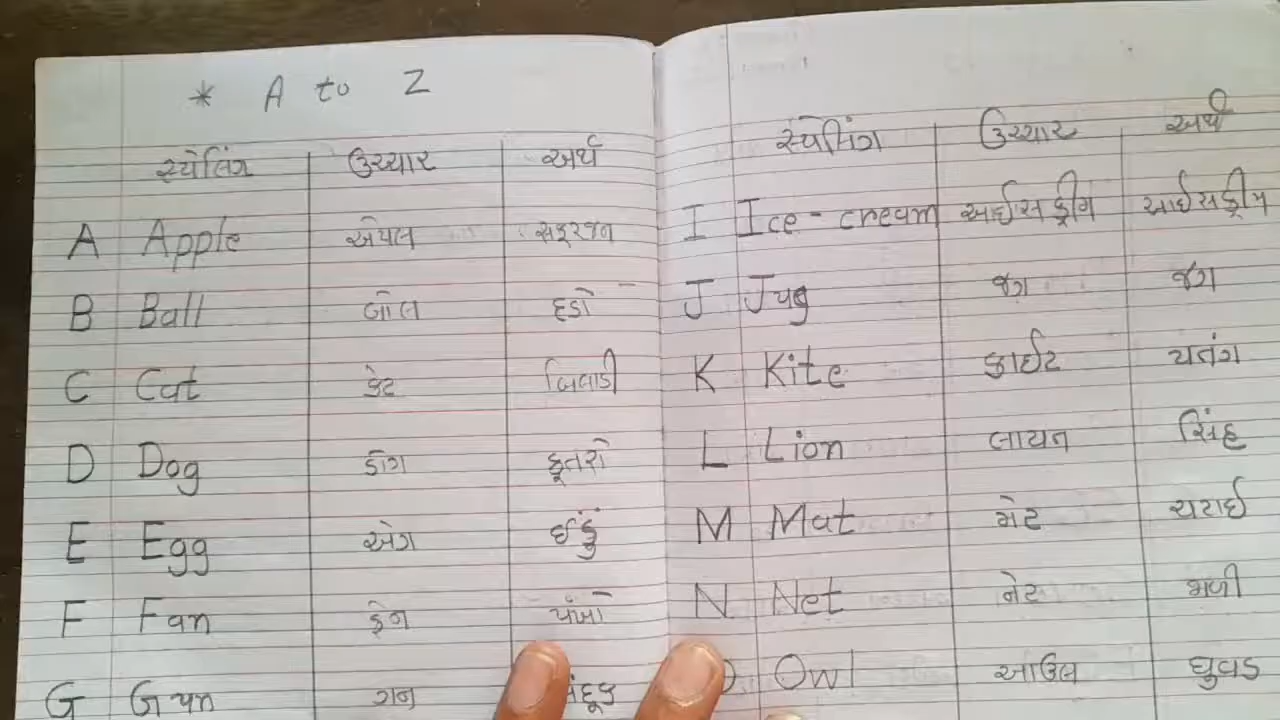 * A to Z
સ્પેલિંગ ઉચ્ચાર અર્થ
A Apple એપલ સફરજન
B Ball બોલ દડો
C Cat કેટ બિલાડી
D Dog ડોગ કૂતરો
E Egg એગ ઈંડું
F Fan ફેન પંખો
G Gun ગન
સ્પેલિંગ ઉચ્ચાર અર્થ
I Ice-cream આઈસક્રીમ આઈસક્રીમ
J Jug જગ જગ
K Kite કાઈટ પતંગ
L Lion લાયન સિંહ
M Mat મેટ ચટાઈ
N Net નેટ જાળી
Owl આઉલ ઘુવડ